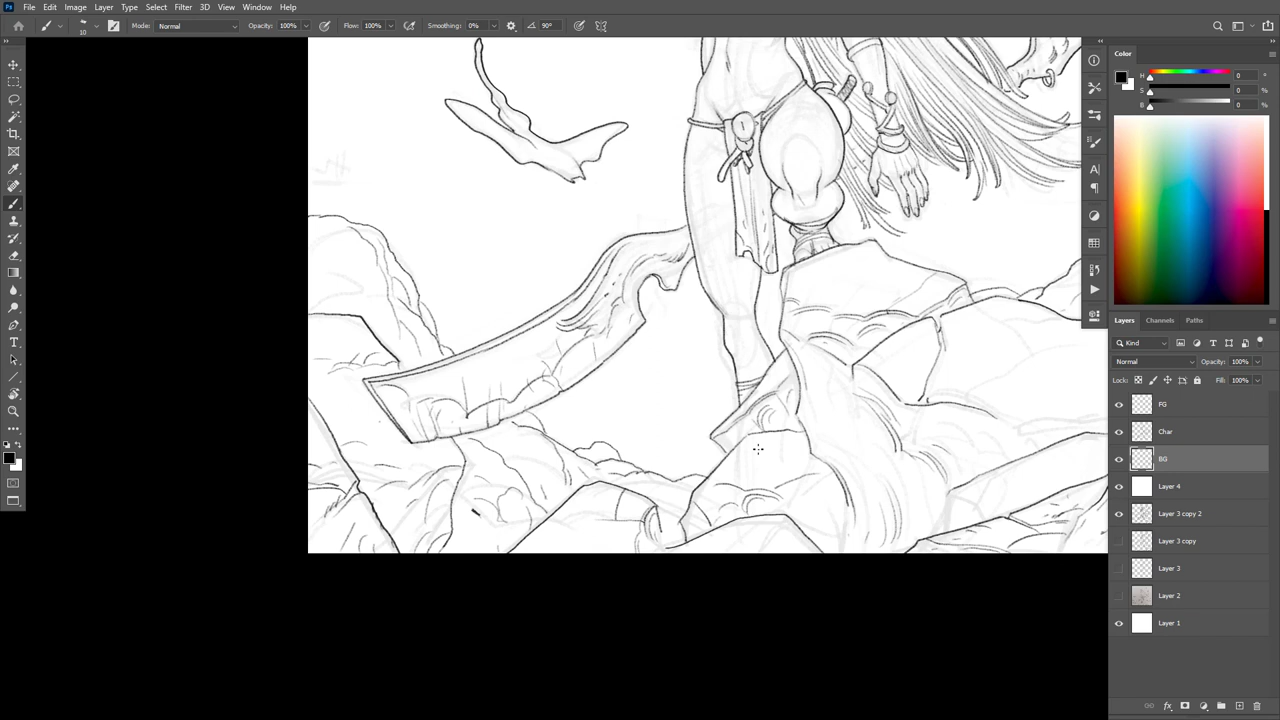 Ps File Edit Image Layer Type Select Filter 3D View Window Help
10 Mode: Normal Opacity: 100% Flow: 100% Smoothing: 0% 90°
Color
H 0 °
S 0 %
B 0 %
Layers Channels Paths
Kind
Normal Opacity: 100%
Lock: Fill: 100%
FG
Char
BG
Layer 4
Layer 3 copy 2
Layer 3 copy
Layer 3
Layer 2
Layer 1